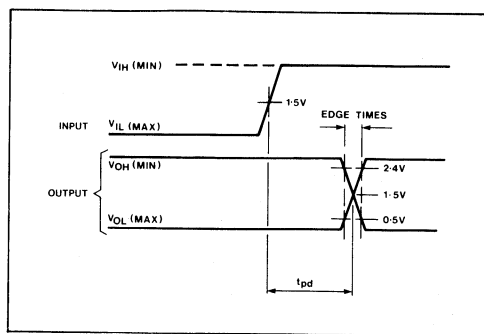 VIH (MIN)
1·5V
EDGE TIMES
INPUT
VIL (MAX)
VOH (MIN)
2·4V
OUTPUT
1·5V
VOL (MAX)
0·5V
tpd